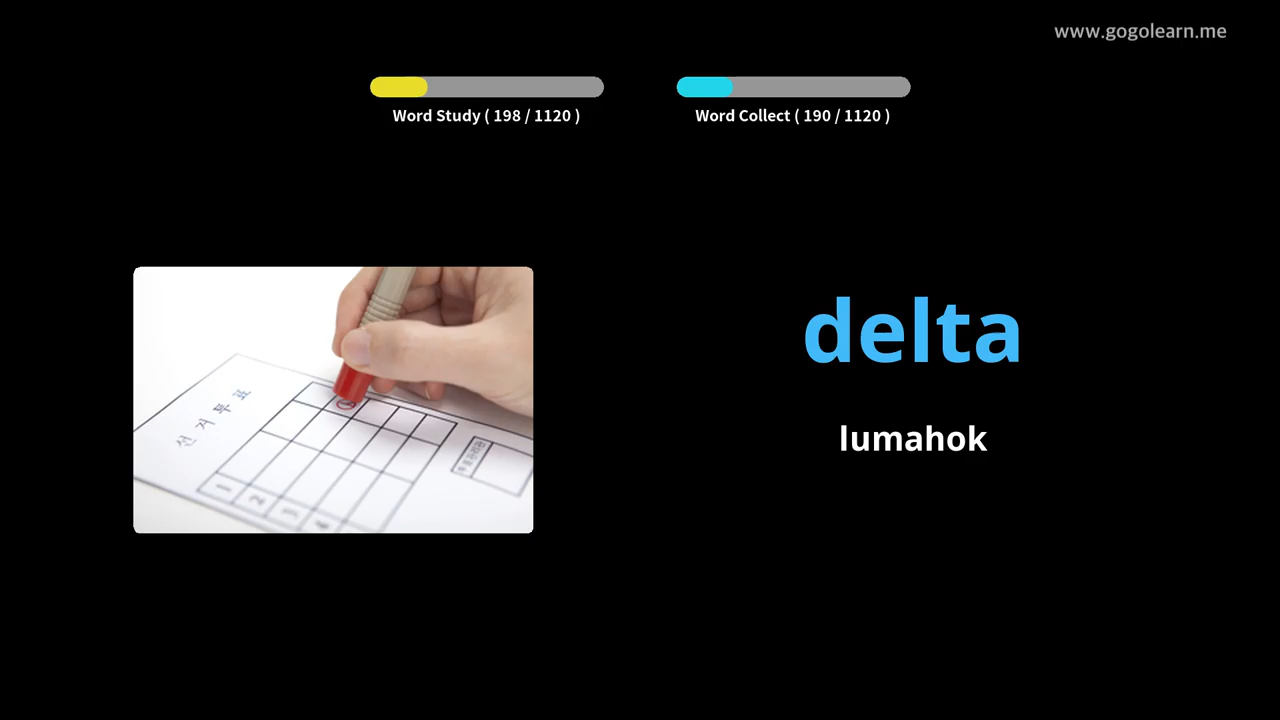 www.gogolearn.me
Word Study ( 198 / 1120 )
Word Collect ( 190 / 1120 )
delta
lumahok
선거투표
1
2
3
4